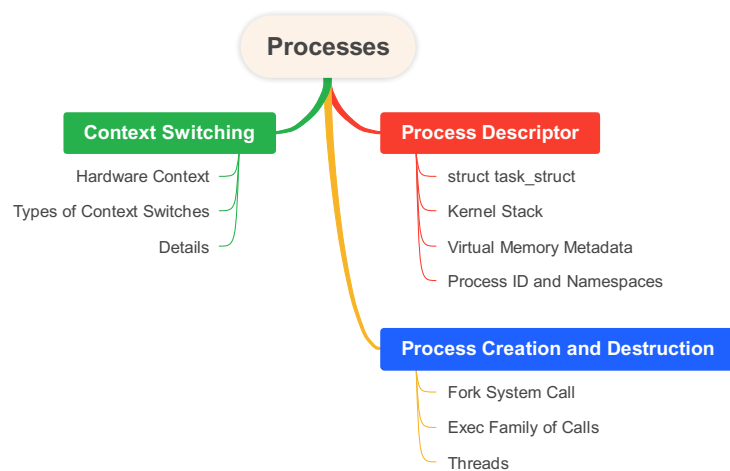 Processes
Context Switching
Hardware Context
Types of Context Switches
Details
Process Descriptor
struct task_struct
Kernel Stack
Virtual Memory Metadata
Process ID and Namespaces
Process Creation and Destruction
Fork System Call
Exec Family of Calls
Threads